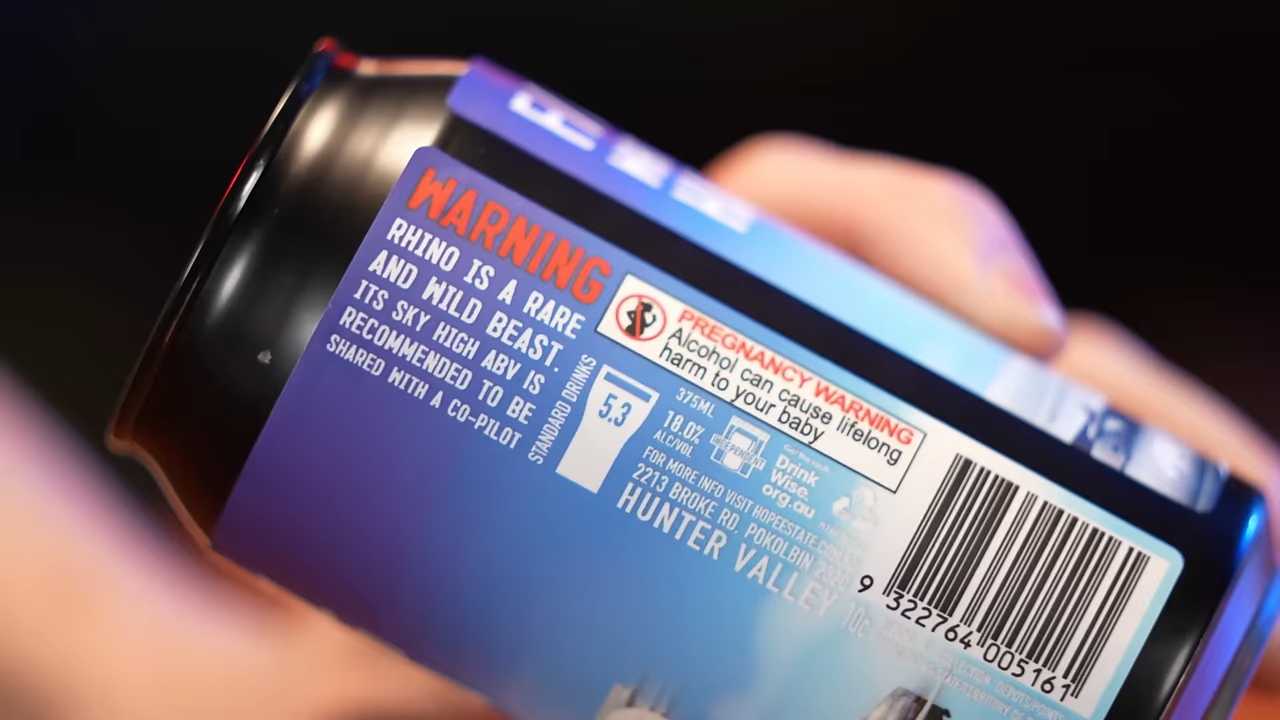 WARNING
RHINO IS A RARE
AND WILD BEAST.
ITS SKY HIGH ABV IS
RECOMMENDED TO BE
SHARED WITH A CO-PILOT
STANDARD DRINKS
5.3
PREGNANCY WARNING
Alcohol can cause lifelong
harm to your baby
375ML
18.0%
ALC/VOL
INDEPENDENT
Get the facts
Drink
Wise.
org.au
FOR MORE INFO VISIT HOPEESTATE.COM
2213 BROKE RD. POKOLBIN
HUNTER VALLEY
10c
9 322764 005161